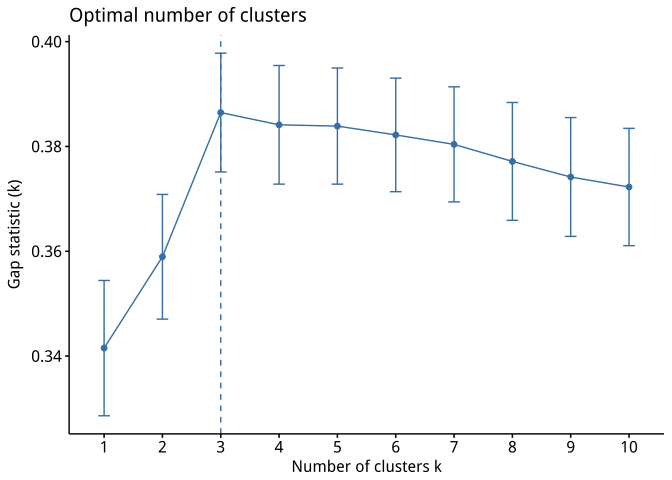 Optimal number of clusters
Gap statistic (k)
0.40
0.38
0.36
0.34
1 2 3 4 5 6 7 8 9 10
Number of clusters k